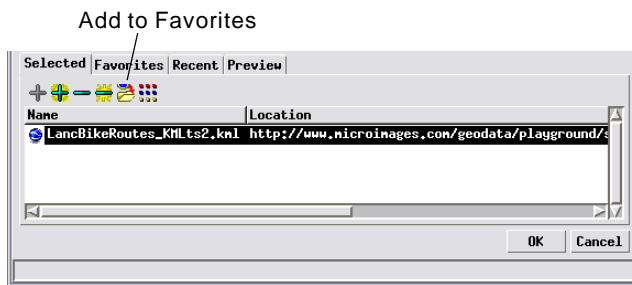 Add to Favorites
Selected Favorites Recent Preview
Name Location
LancBikeRoutes_KMLts2.kml http://www.microimages.com/geodata/playground/s
OK Cancel